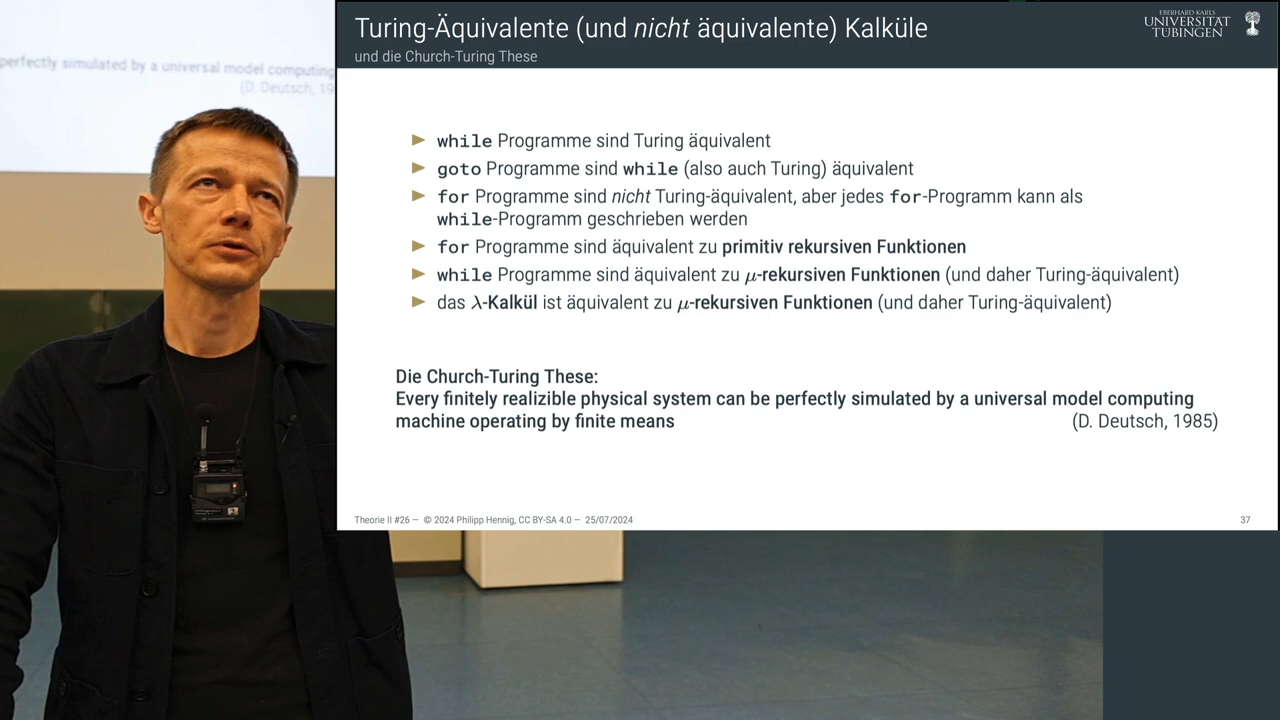 Turing-Äquivalente (und nicht äquivalente) Kalküle
und die Church-Turing These
EBERHARD KARLS
UNIVERSITÄT
TÜBINGEN
perfectly simulated by a universal model computing
(D. Deutsch, 19
while Programme sind Turing äquivalent
goto Programme sind while (also auch Turing) äquivalent
for Programme sind nicht Turing-äquivalent, aber jedes for-Programm kann als
while-Programm geschrieben werden
for Programme sind äquivalent zu primitiv rekursiven Funktionen
while Programme sind äquivalent zu μ-rekursiven Funktionen (und daher Turing-äquivalent)
das λ-Kalkül ist äquivalent zu μ-rekursiven Funktionen (und daher Turing-äquivalent)
Die Church-Turing These:
Every finitely realizible physical system can be perfectly simulated by a universal model computing
machine operating by finite means (D. Deutsch, 1985)
Theorie II #26 — © 2024 Philipp Hennig, CC BY-SA 4.0 — 25/07/2024 37